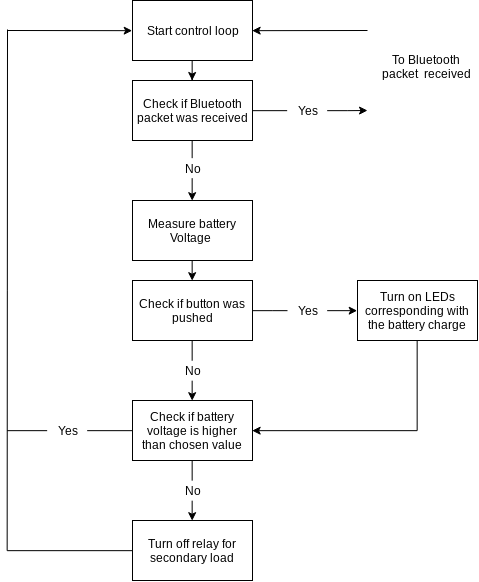 Start control loop
To Bluetooth
packet received
Check if Bluetooth
packet was received
Yes
No
Measure battery
Voltage
Check if button was
pushed
Yes
Turn on LEDs
corresponding with
the battery charge
No
Check if battery
voltage is higher
than chosen value
Yes
No
Turn off relay for
secondary load